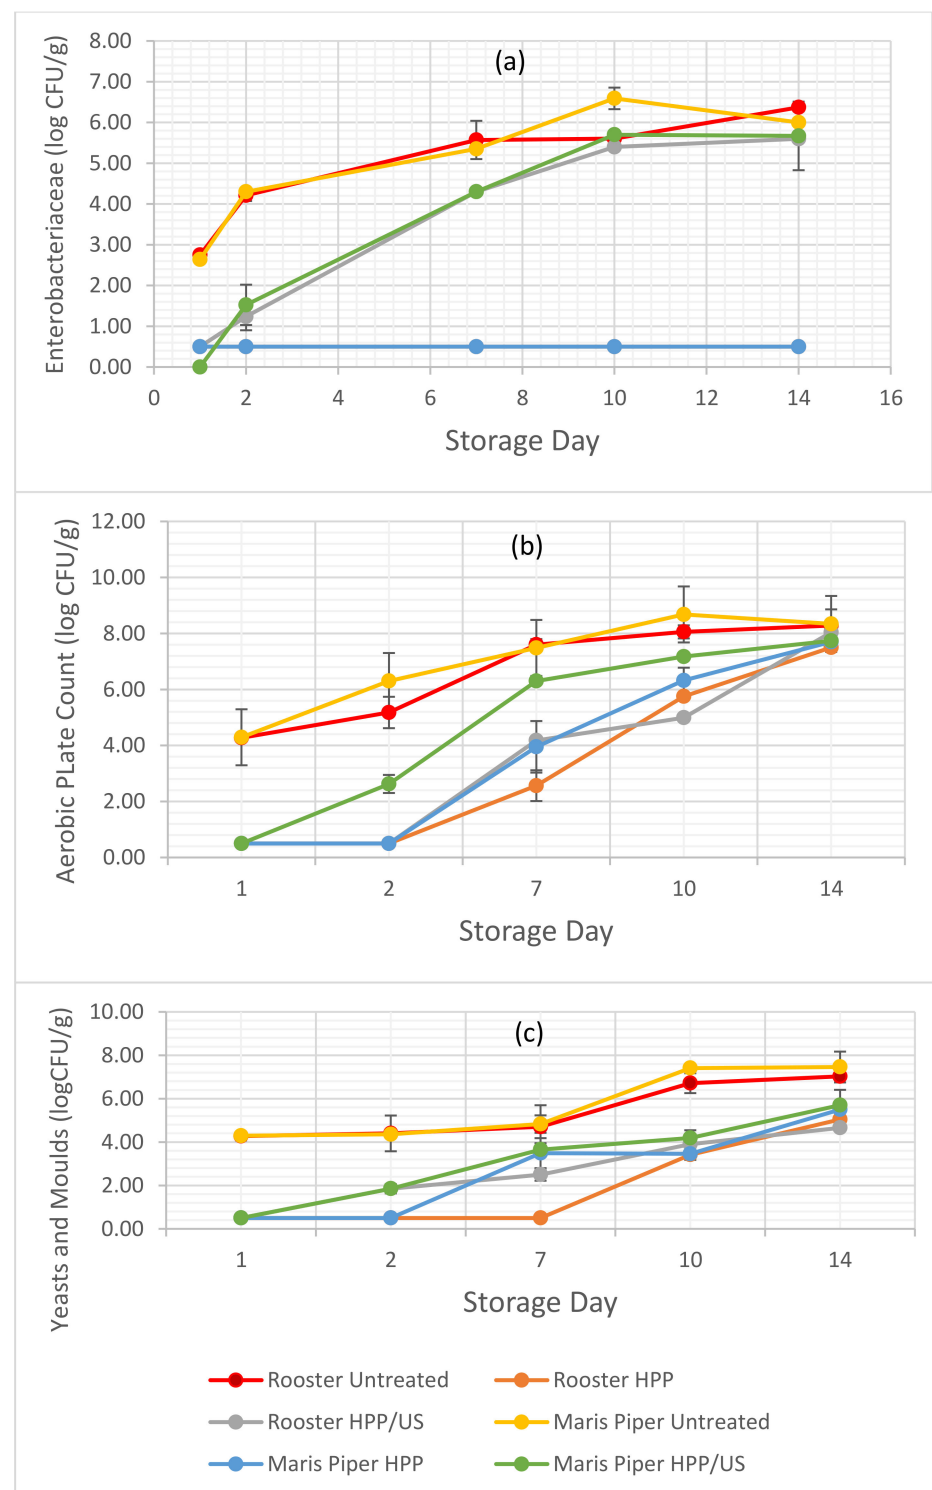 (a)
Enterobacteriaceae (log CFU/g)
8.00
7.00
6.00
5.00
4.00
3.00
2.00
1.00
0.00
0 2 4 6 8 10 12 14 16
Storage Day
(b)
Aerobic PLate Count (log CFU/g)
12.00
10.00
8.00
6.00
4.00
2.00
0.00
1 2 7 10 14
Storage Day
(c)
Yeasts and Moulds (logCFU/g)
10.00
8.00
6.00
4.00
2.00
0.00
1 2 7 10 14
Storage Day
Rooster Untreated Rooster HPP
Rooster HPP/US Maris Piper Untreated
Maris Piper HPP Maris Piper HPP/US